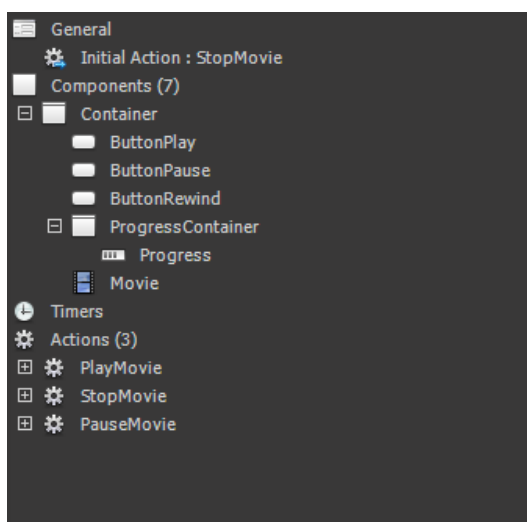 General
Initial Action : StopMovie
Components (7)
Container
ButtonPlay
ButtonPause
ButtonRewind
ProgressContainer
Progress
Movie
Timers
Actions (3)
PlayMovie
StopMovie
PauseMovie